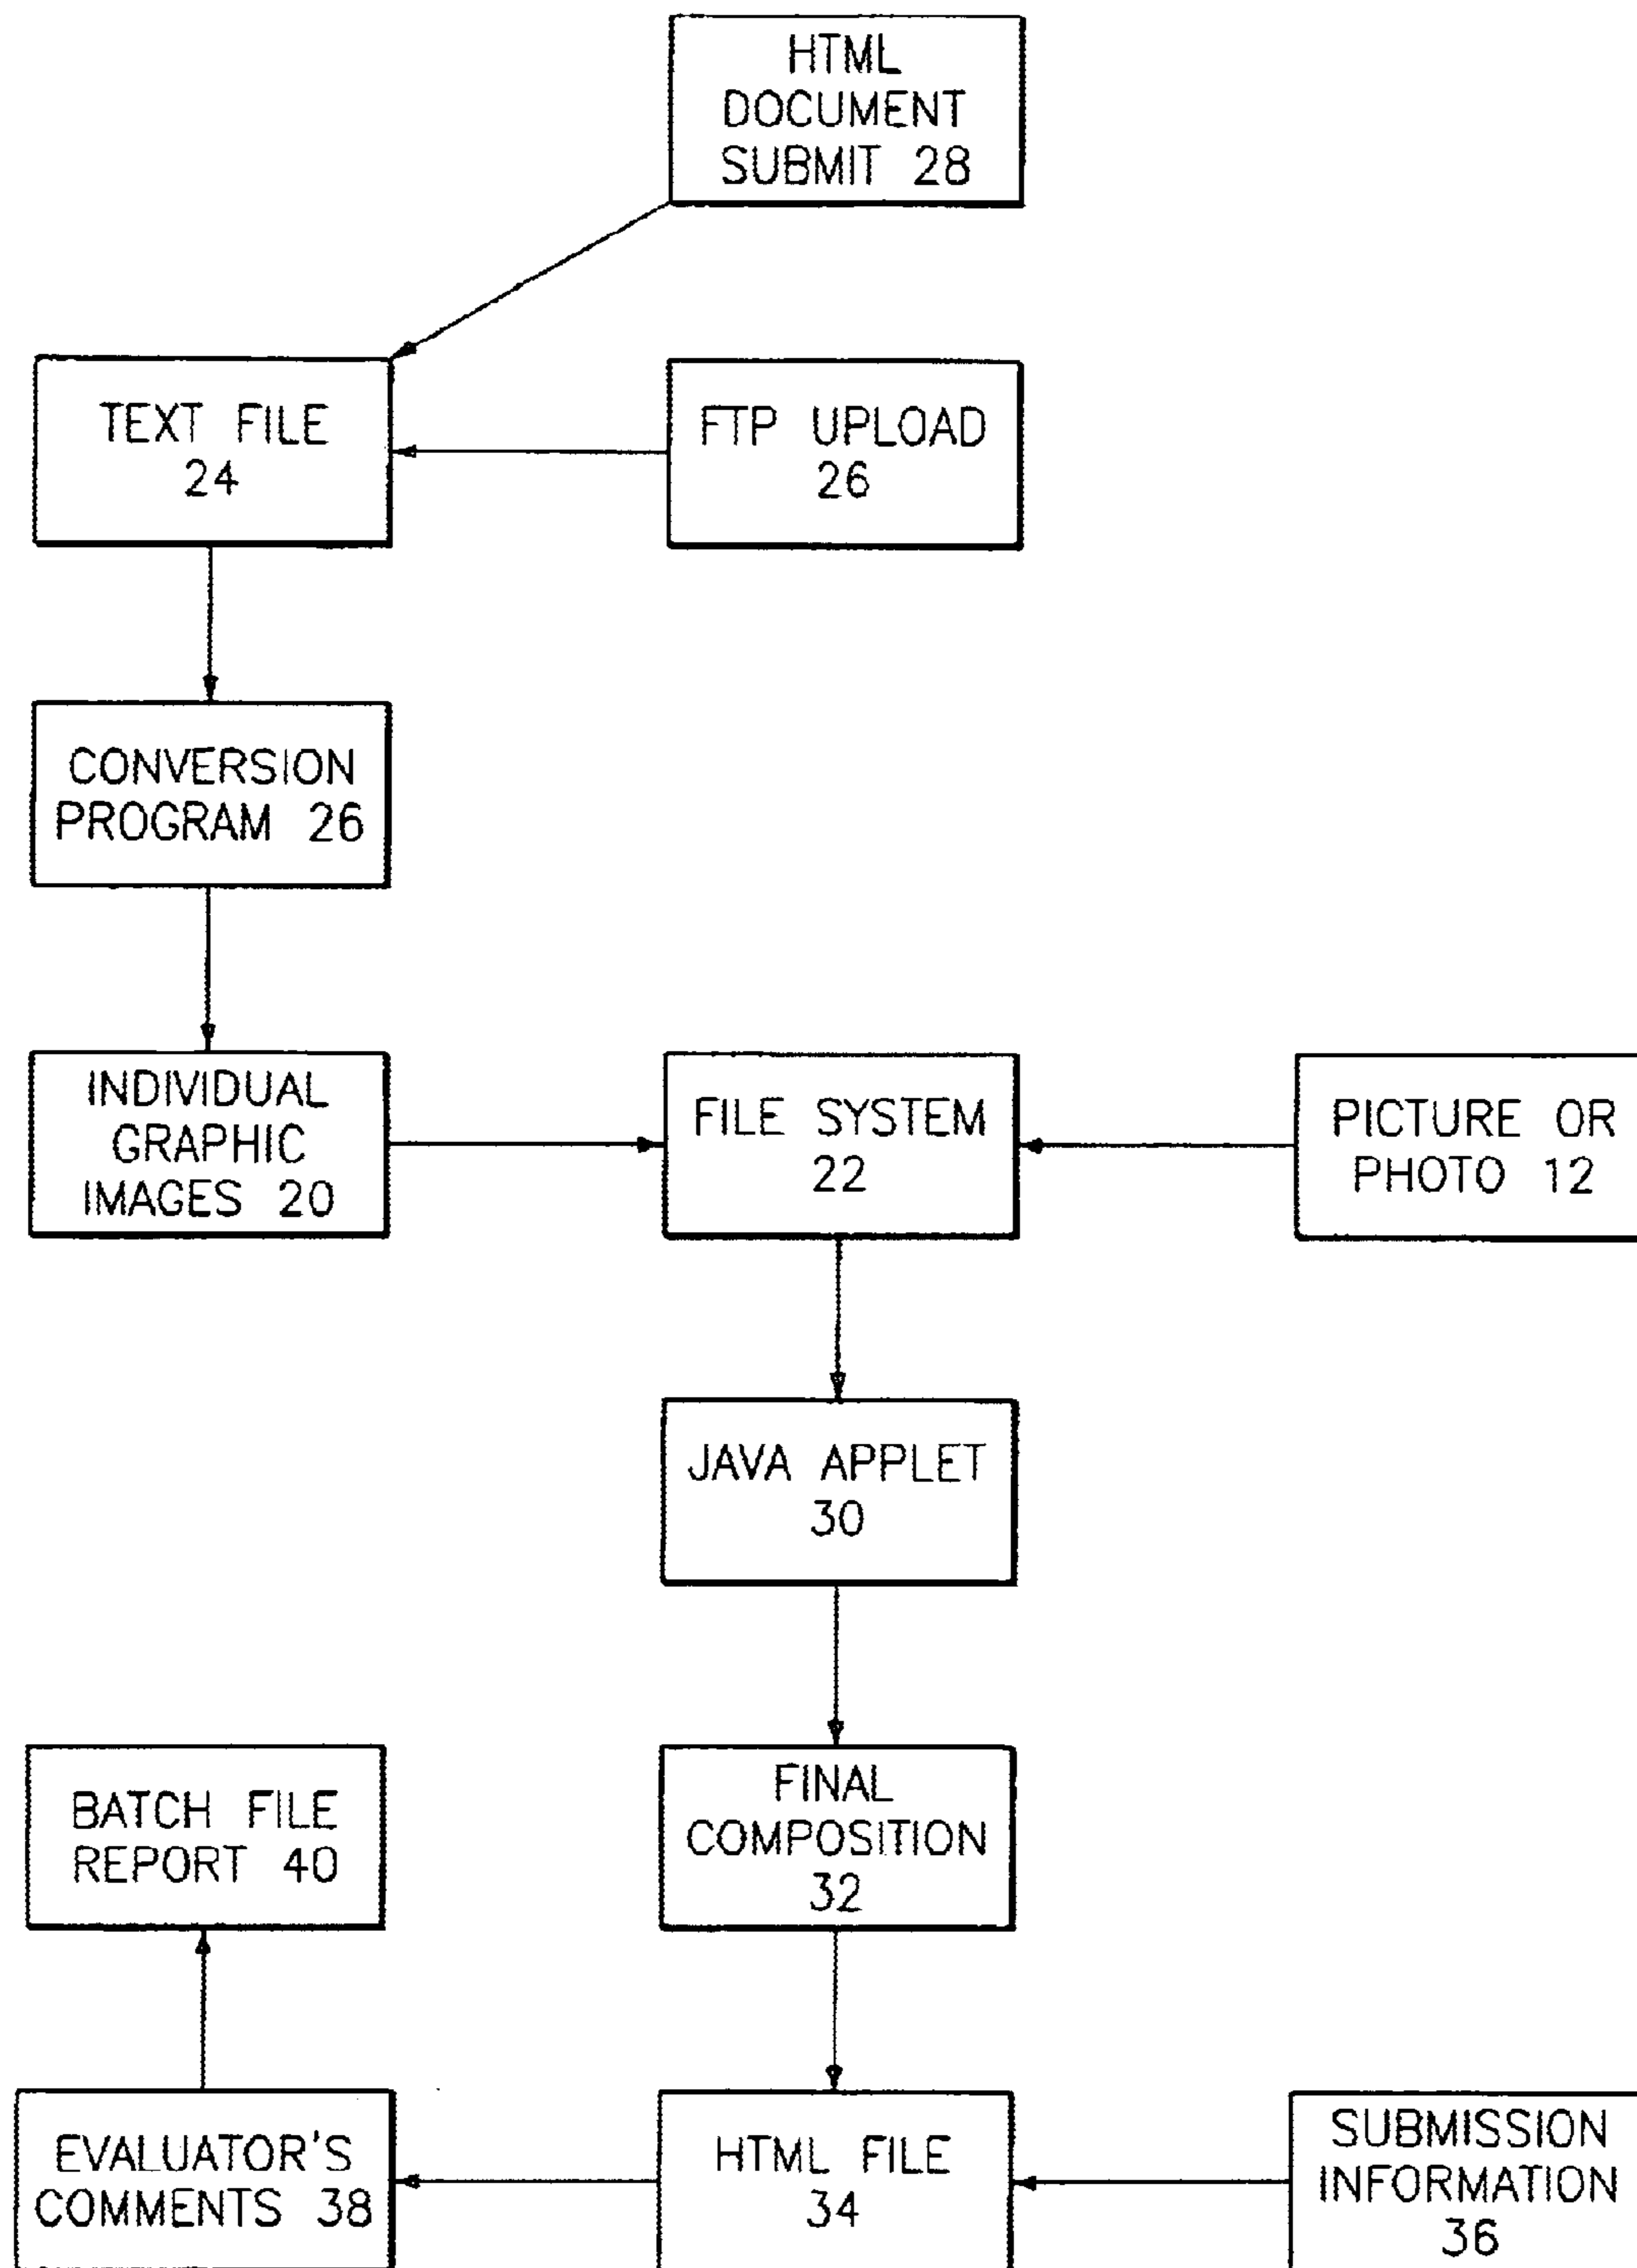 HTML
DOCUMENT
SUBMIT 28
TEXT FILE
24
FTP UPLOAD
26
CONVERSION
PROGRAM 26
INDIVIDUAL
GRAPHIC
IMAGES 20
FILE SYSTEM
22
PICTURE OR
PHOTO 12
JAVA APPLET
30
BATCH FILE
REPORT 40
FINAL
COMPOSITION
32
EVALUATOR'S
COMMENTS 38
HTML FILE
34
SUBMISSION
INFORMATION
36